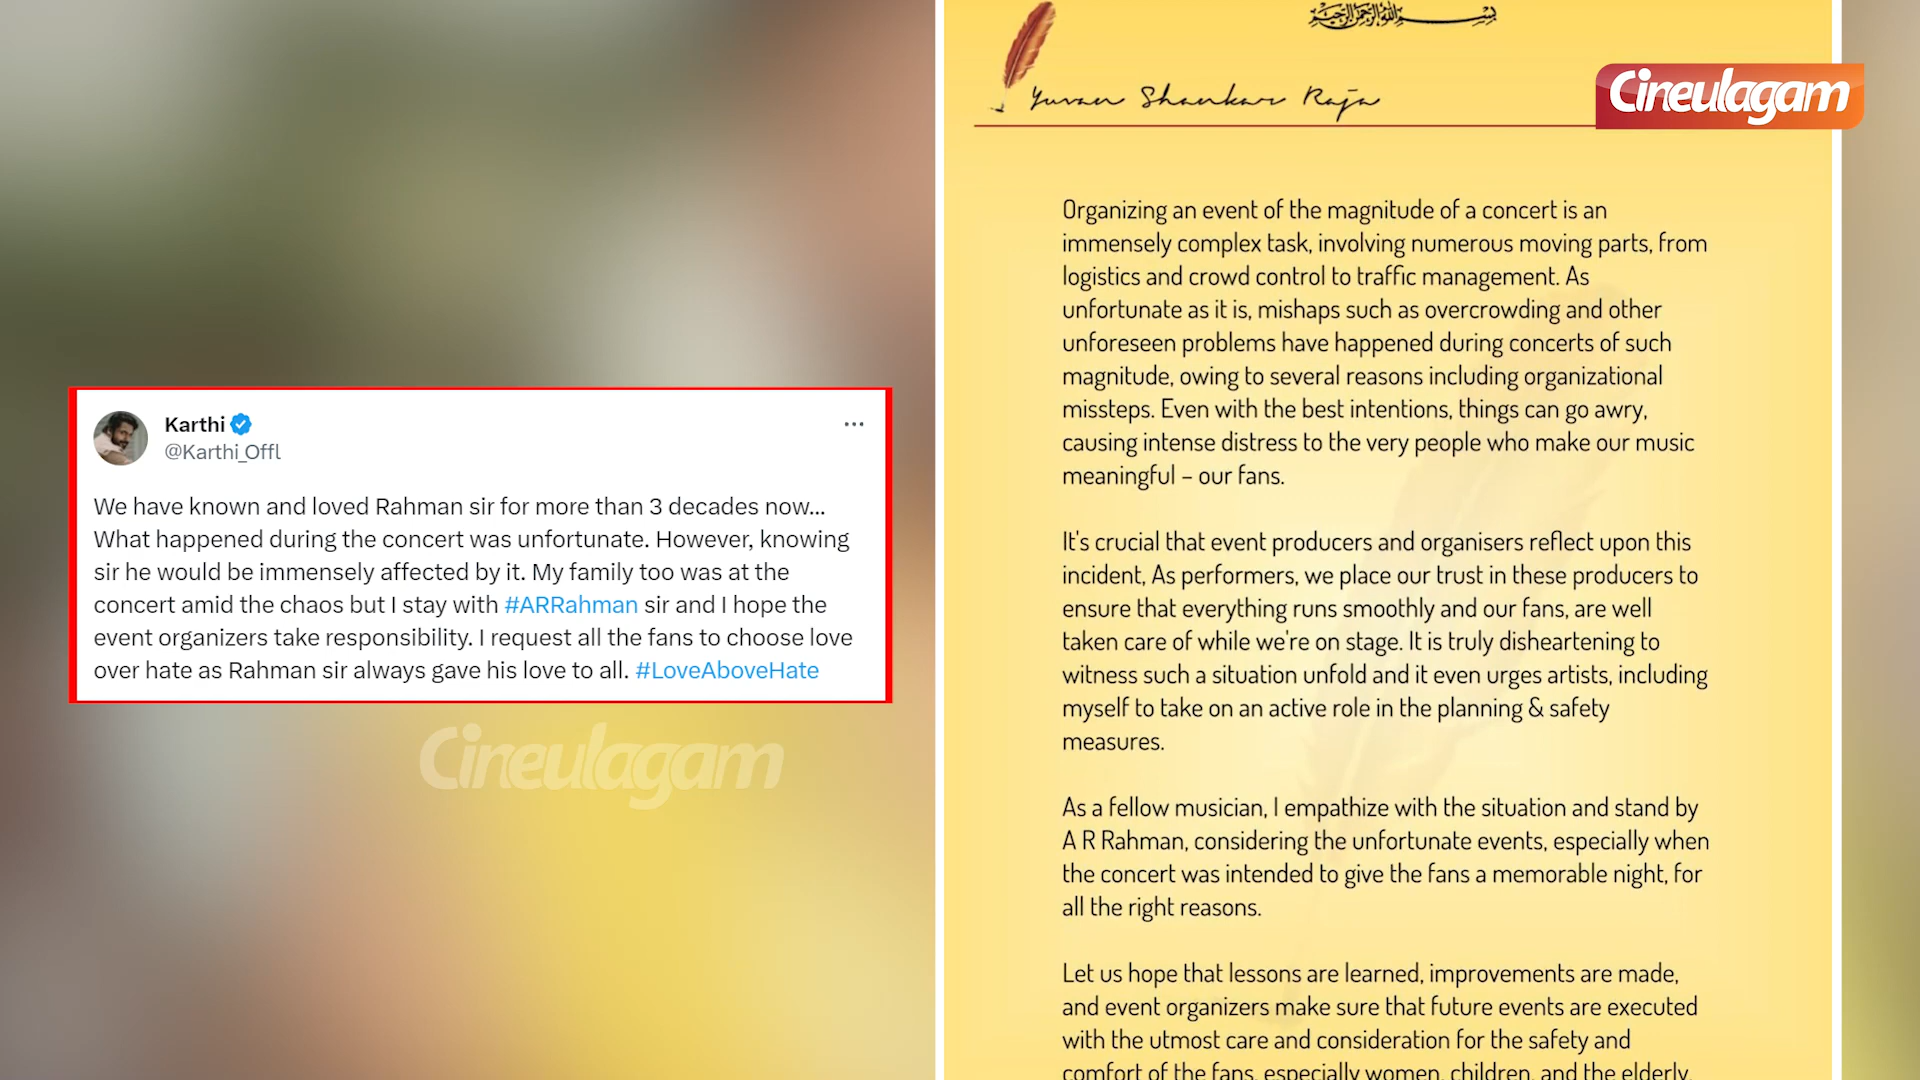 Karthi
@Karthi_Offl
We have known and loved Rahman sir for more than 3 decades now...
What happened during the concert was unfortunate. However, knowing
sir he would be immensely affected by it. My family too was at the
concert amid the chaos but I stay with #ARRahman sir and I hope the
event organizers take responsibility. I request all the fans to choose love
over hate as Rahman sir always gave his love to all. #LoveAboveHate
Cineulagam
بسم الله الرحمن الرحيم
Yuvan Shankar Raja
Cineulagam
Organizing an event of the magnitude of a concert is an
immensely complex task, involving numerous moving parts, from
logistics and crowd control to traffic management. As
unfortunate as it is, mishaps such as overcrowding and other
unforeseen problems have happened during concerts of such
magnitude, owing to several reasons including organizational
missteps. Even with the best intentions, things can go awry,
causing intense distress to the very people who make our music
meaningful – our fans.
It's crucial that event producers and organisers reflect upon this
incident, As performers, we place our trust in these producers to
ensure that everything runs smoothly and our fans, are well
taken care of while we're on stage. It is truly disheartening to
witness such a situation unfold and it even urges artists, including
myself to take on an active role in the planning & safety
measures.
As a fellow musician, I empathize with the situation and stand by
A R Rahman, considering the unfortunate events, especially when
the concert was intended to give the fans a memorable night, for
all the right reasons.
Let us hope that lessons are learned, improvements are made,
and event organizers make sure that future events are executed
with the utmost care and consideration for the safety and
comfort of the fans, especially women, children, and the elderly.